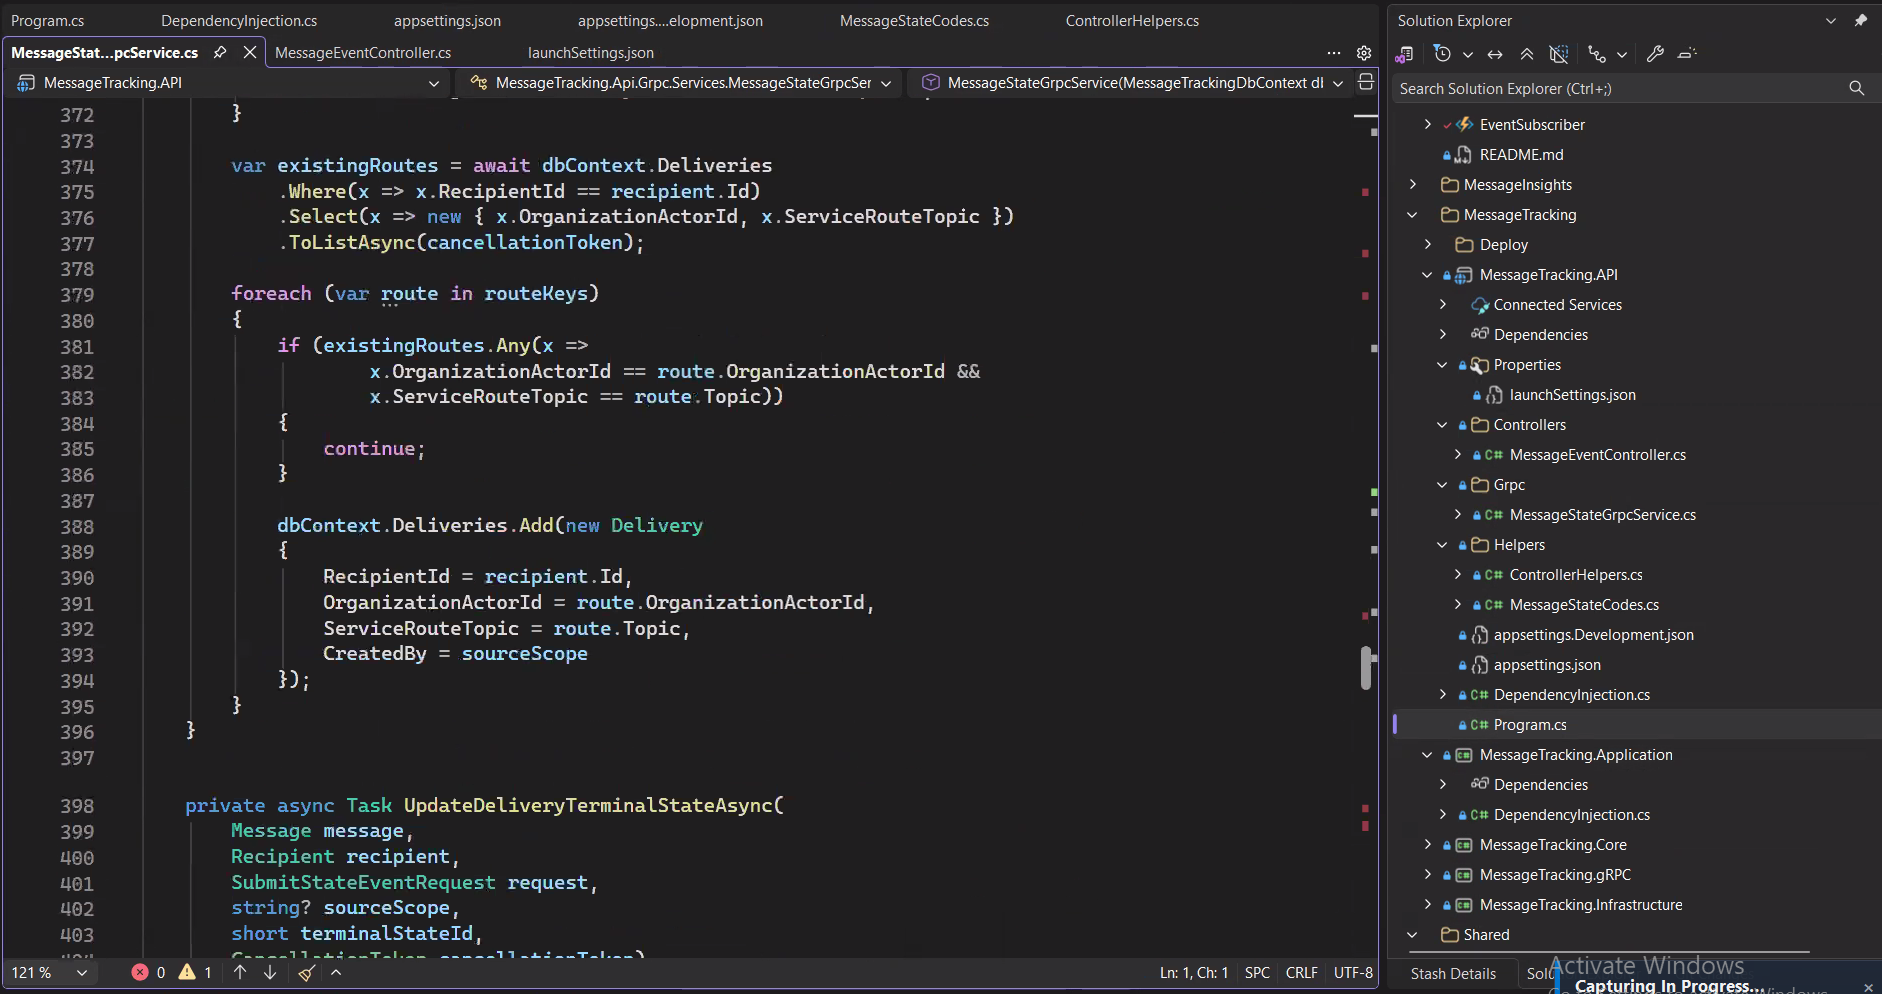 Program.cs
DependencyInjection.cs
appsettings.json
appsettings....elopment.json
MessageStateCodes.cs
ControllerHelpers.cs
MessageStat...pcService.cs
MessageEventController.cs
launchSettings.json
MessageTracking.API
MessageTracking.Api.Grpc.Services.MessageStateGrpcSer
MessageStateGrpcService(MessageTrackingDbContext db
372 }
373
374 var existingRoutes = await dbContext.Deliveries
375 .Where(x => x.RecipientId == recipient.Id)
376 .Select(x => new { x.OrganizationActorId, x.ServiceRouteTopic })
377 .ToListAsync(cancellationToken);
378
379 foreach (var route in routeKeys)
380 {
381 if (existingRoutes.Any(x =>
382 x.OrganizationActorId == route.OrganizationActorId &&
383 x.ServiceRouteTopic == route.Topic))
384 {
385 continue;
386 }
387
388 dbContext.Deliveries.Add(new Delivery
389 {
390 RecipientId = recipient.Id,
391 OrganizationActorId = route.OrganizationActorId,
392 ServiceRouteTopic = route.Topic,
393 CreatedBy = sourceScope
394 });
395 }
396 }
397
398 private async Task UpdateDeliveryTerminalStateAsync(
399 Message message,
400 Recipient recipient,
401 SubmitStateEventRequest request,
402 string? sourceScope,
403 short terminalStateId,
CancellationToken cancellationToken)
121 %
0
1
Ln: 1, Ch: 1
SPC
CRLF
UTF-8
Solution Explorer
Search Solution Explorer (Ctrl+;)
EventSubscriber
README.md
MessageInsights
MessageTracking
Deploy
MessageTracking.API
Connected Services
Dependencies
Properties
launchSettings.json
Controllers
C# MessageEventController.cs
Grpc
C# MessageStateGrpcService.cs
Helpers
C# ControllerHelpers.cs
C# MessageStateCodes.cs
appsettings.Development.json
appsettings.json
C# DependencyInjection.cs
C# Program.cs
MessageTracking.Application
Dependencies
C# DependencyInjection.cs
MessageTracking.Core
MessageTracking.gRPC
MessageTracking.Infrastructure
Shared
Stash Details
Solu
Activate Windows
Capturing In Progress...